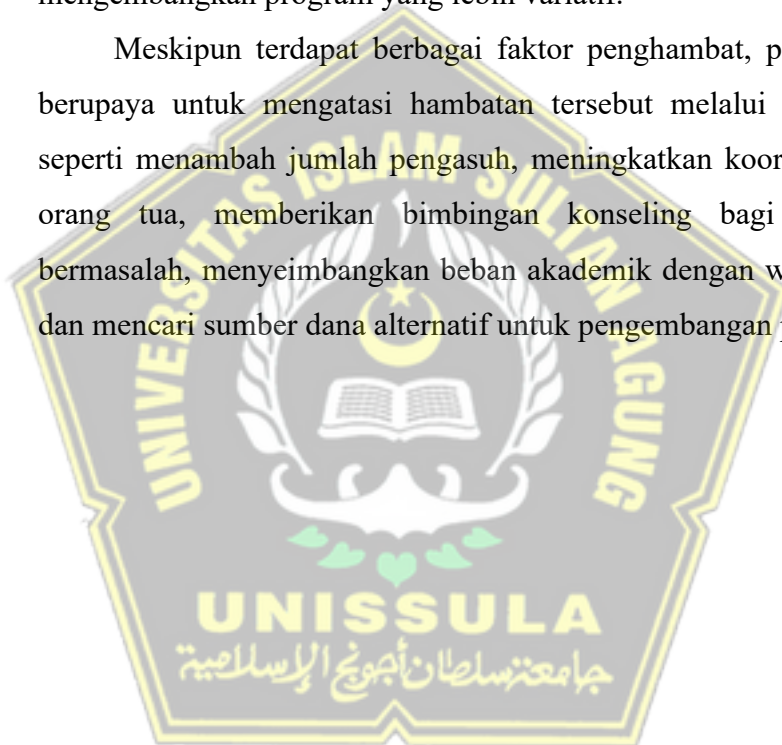 mengembangkan program yang lebih variatif.
Meskipun terdapat berbagai faktor penghambat, p
berupaya untuk mengatasi hambatan tersebut melalui
seperti menambah jumlah pengasuh, meningkatkan koor
orang tua, memberikan bimbingan konseling bagi
bermasalah, menyeimbangkan beban akademik dengan w
dan mencari sumber dana alternatif untuk pengembangan
UNIVERSITAS ISLAM SULTAN AGUNG
UNISSULA
جامعتسلطان أجونج الإسلامية